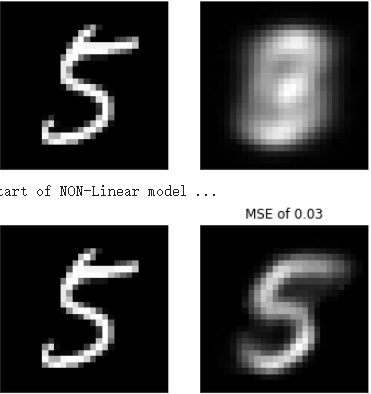 tart of NON-Linear model ...
MSE of 0.03